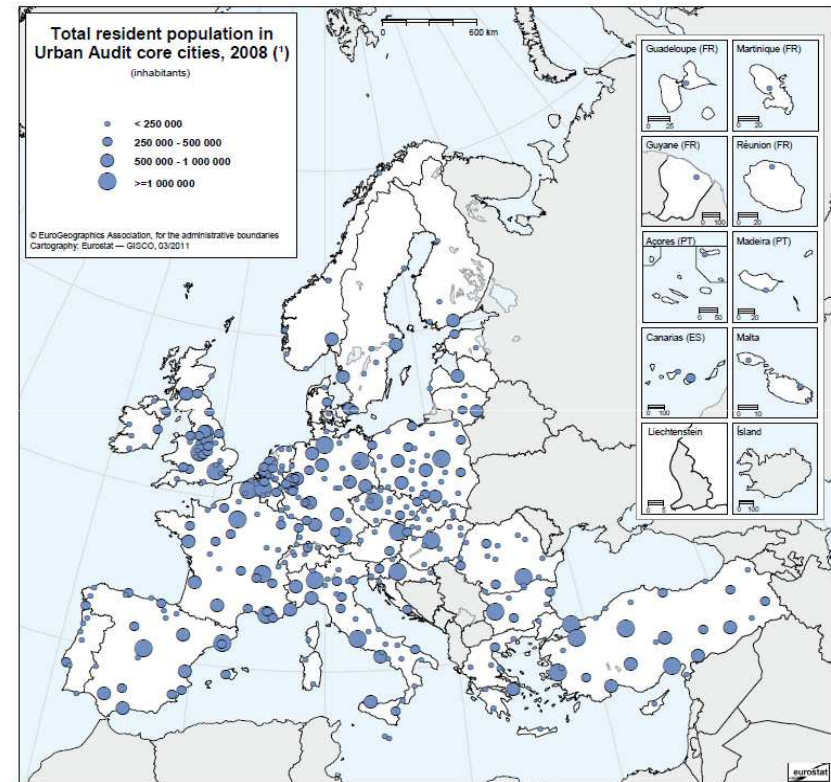 Total resident population in
Urban Audit core cities, 2008 (¹)
(inhabitants)
< 250 000
250 000 - 500 000
500 000 - 1 000 000
>=1 000 000
© EuroGeographics Association, for the administrative boundaries
Cartography: Eurostat — GISCO, 03/2011
0 600 km
Guadeloupe (FR)
0 25
Martinique (FR)
0 20
Guyane (FR)
0 100
Réunion (FR)
0 20
Açores (PT)
0 50
Madeira (PT)
0 20
Canarias (ES)
0 100
Malta
0 10
Liechtenstein
0 5
Ísland
0 100
eurostat